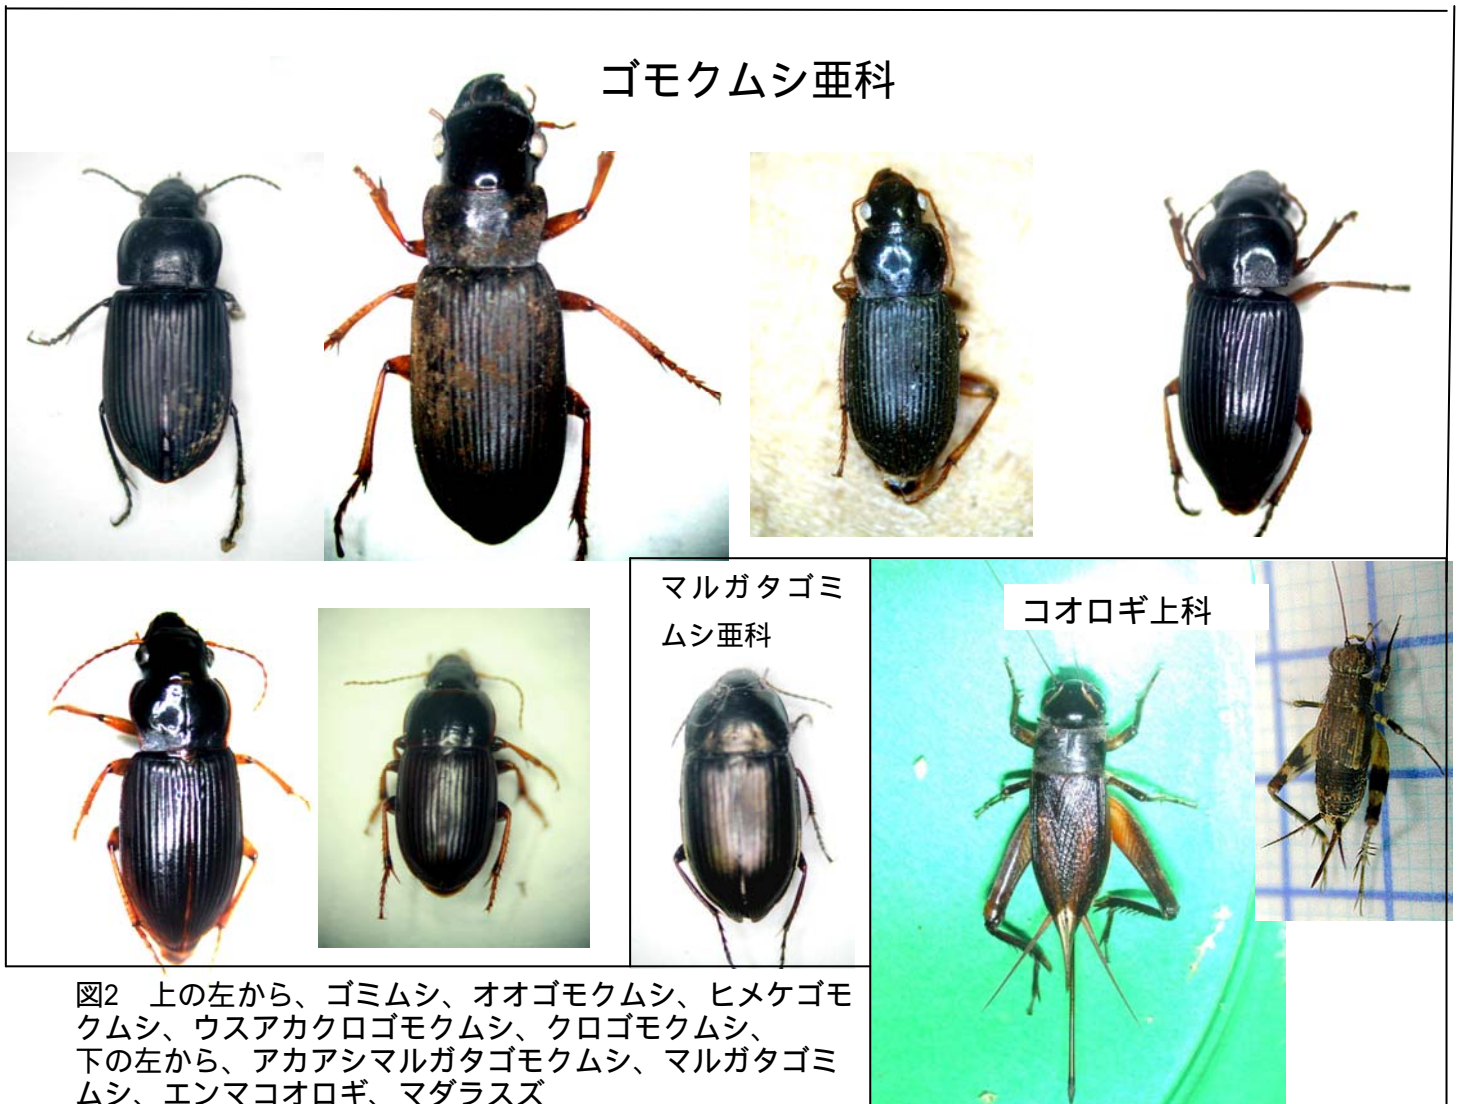 ゴモクムシ亜科
マルガタゴミ
ムシ亜科
コオロギ上科
図2　上の左から、ゴミムシ、オオゴモクムシ、ヒメケゴモ
クムシ、ウスアカクロゴモクムシ、クロゴモクムシ、
下の左から、アカアシマルガタゴモクムシ、マルガタゴミ
ムシ、エンマコオロギ、マダラスズ